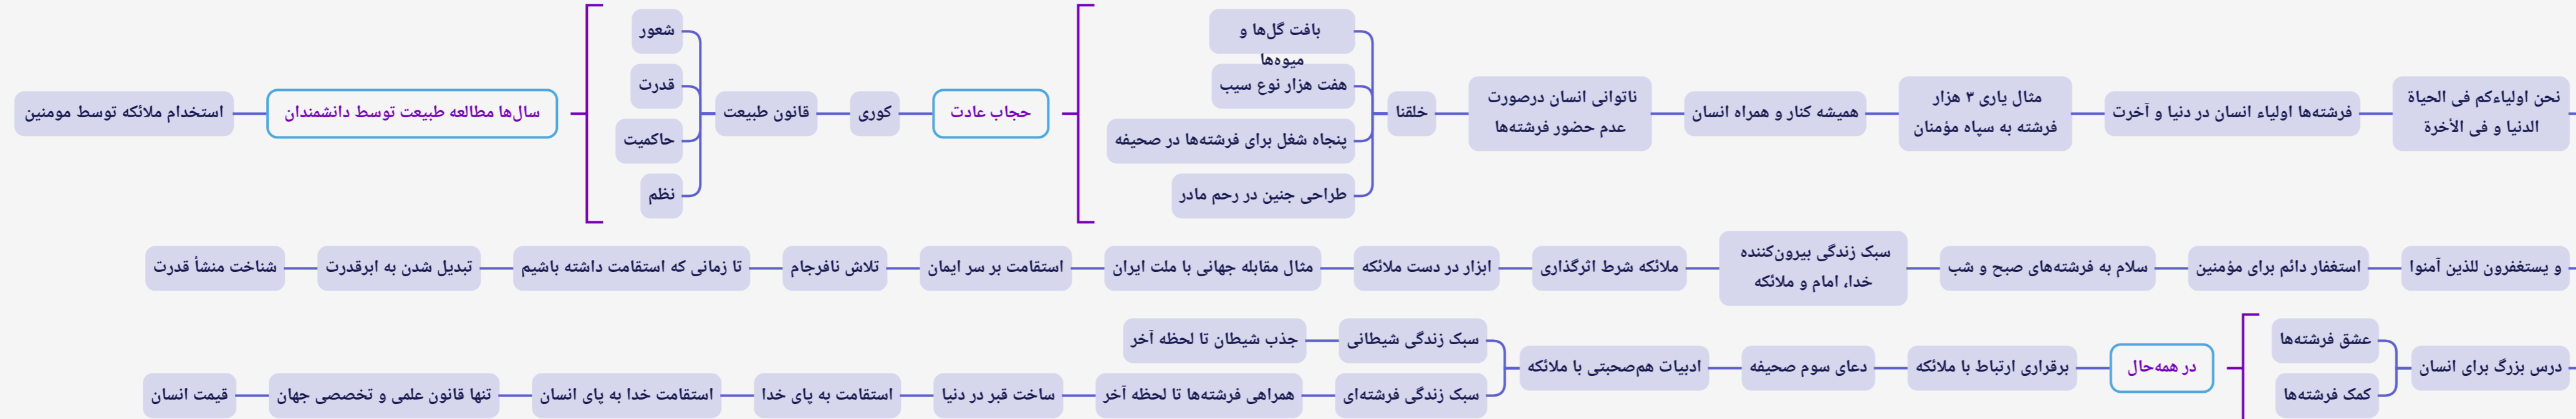 نحن اولیاءکم فی الحیاة
الدنیا و فی الأخرة
فرشته‌ها اولیاء انسان در دنیا و آخرت
مثال یاری ۳ هزار
فرشته به سپاه مؤمنان
همیشه کنار و همراه انسان
ناتوانی انسان درصورت
عدم حضور فرشته‌ها
خلقنا
بافت گل‌ها و
میوه‌ها
هفت هزار نوع سیب
پنجاه شغل برای فرشته‌ها در صحیفه
طراحی جنین در رحم مادر
حجاب عادت
کوری
قانون طبیعت
شعور
قدرت
حاکمیت
نظم
سال‌ها مطالعه طبیعت توسط دانشمندان
استخدام ملائکه توسط مومنین
و یستغفرون للذین آمنوا
استغفار دائم برای مؤمنین
سلام به فرشته‌های صبح و شب
سبک زندگی بیرون‌کننده
خدا، امام و ملائکه
ملائکه شرط اثرگذاری
ابزار در دست ملائکه
مثال مقابله جهانی با ملت ایران
استقامت بر سر ایمان
تلاش نافرجام
تا زمانی که استقامت داشته باشیم
تبدیل شدن به ابرقدرت
شناخت منشأ قدرت
درس بزرگ برای انسان
عشق فرشته‌ها
کمک فرشته‌ها
در همه‌حال
برقراری ارتباط با ملائکه
دعای سوم صحیفه
ادبیات هم‌صحبتی با ملائکه
سبک زندگی شیطانی
جذب شیطان تا لحظه آخر
سبک زندگی فرشته‌ای
همراهی فرشته‌ها تا لحظه آخر
ساخت قبر در دنیا
استقامت به پای خدا
استقامت خدا به پای انسان
تنها قانون علمی و تخصصی جهان
قیمت انسان